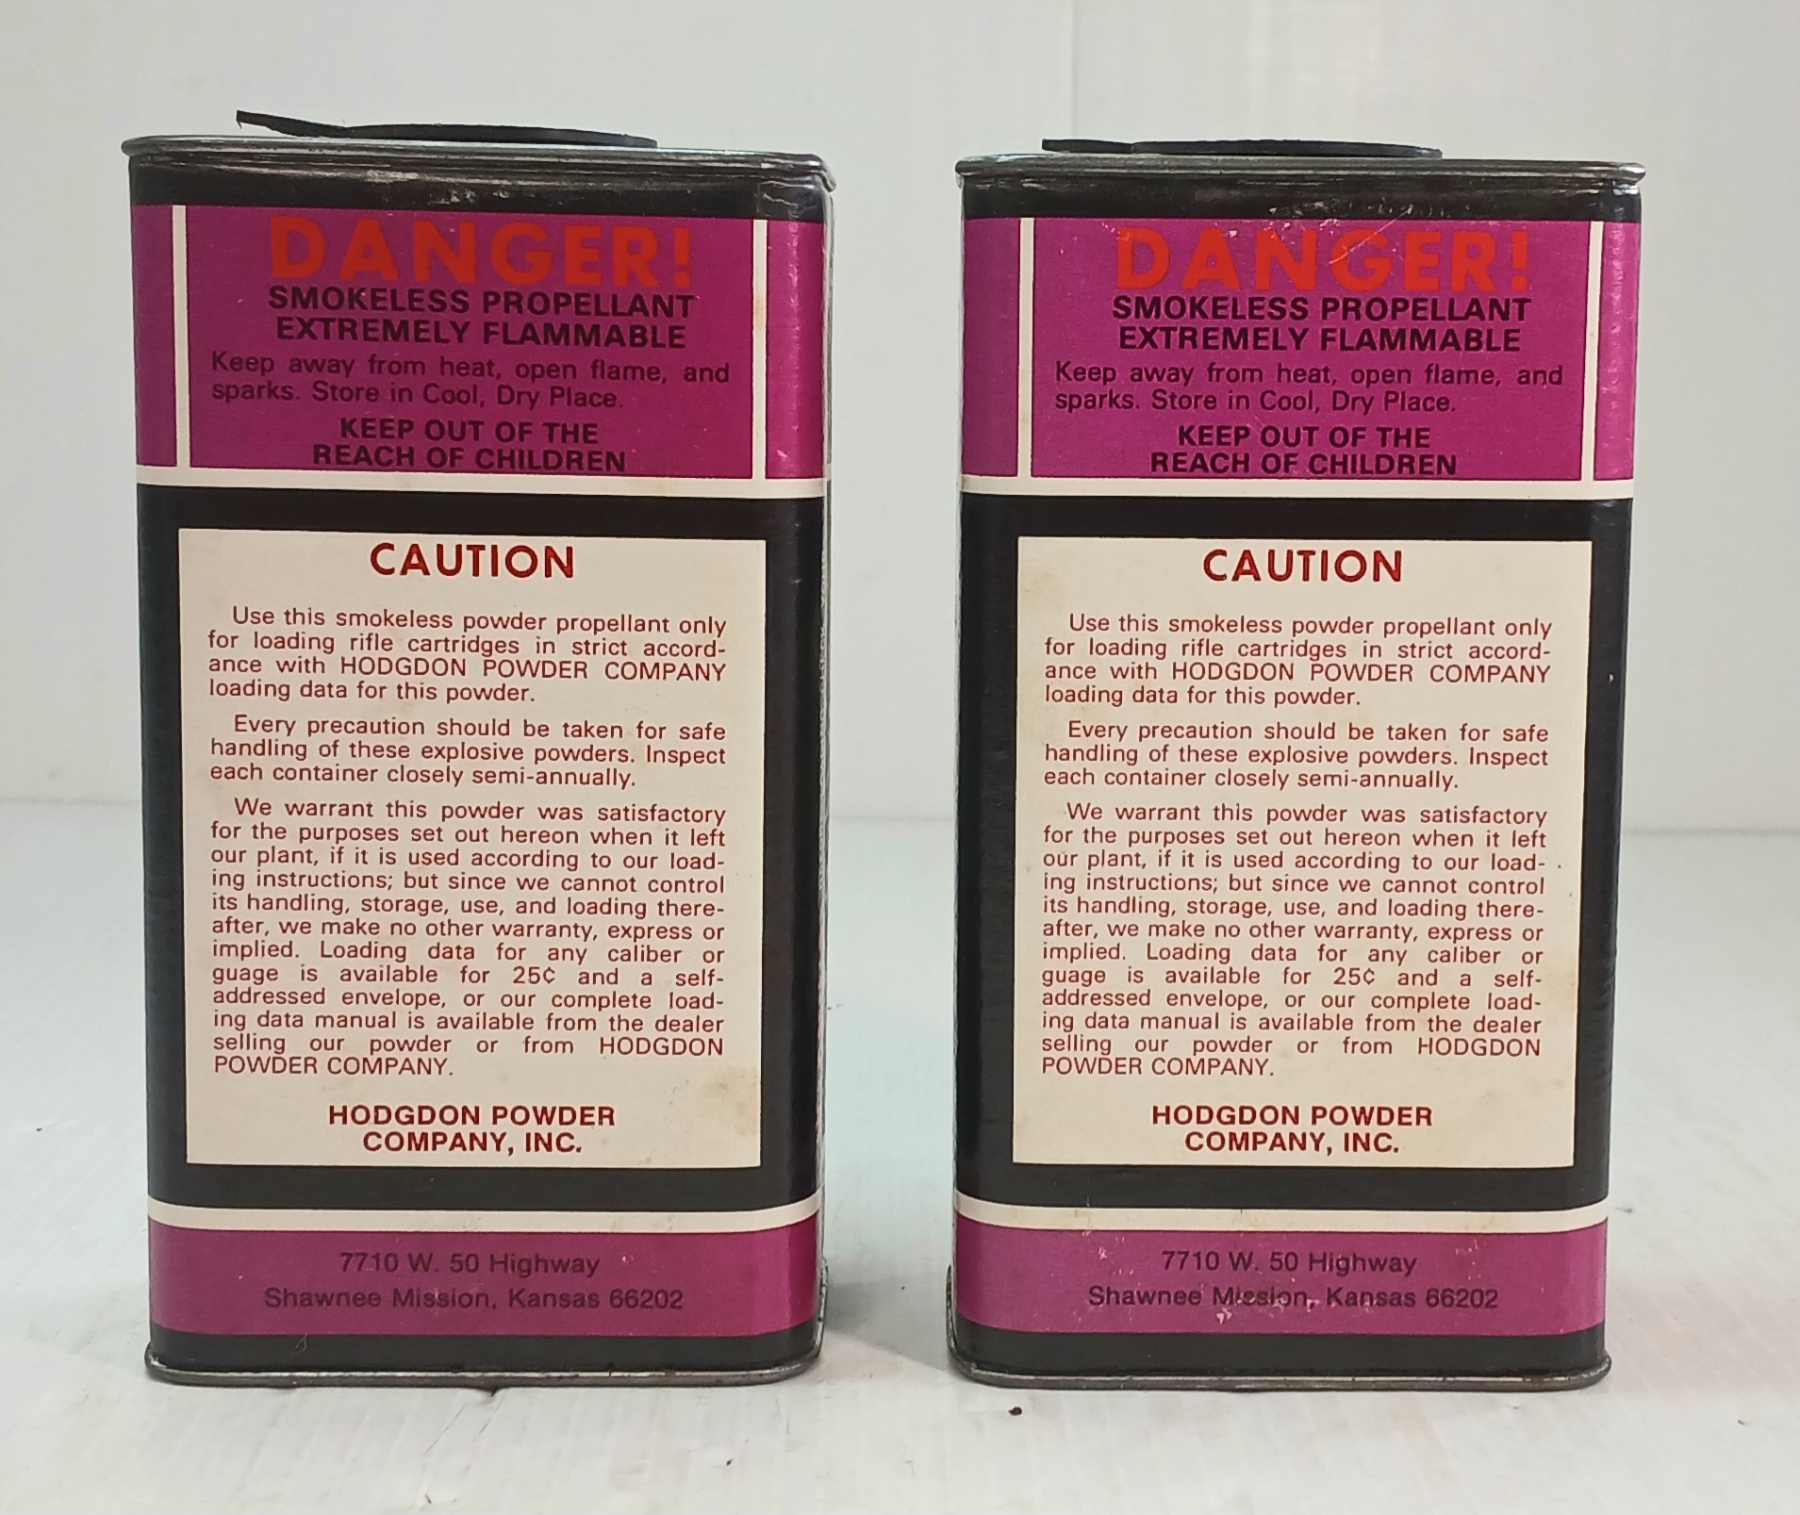 DANGER!
SMOKELESS PROPELLANT
EXTREMELY FLAMMABLE
Keep away from heat, open flame, and
sparks. Store in Cool, Dry Place.
KEEP OUT OF THE
REACH OF CHILDREN
CAUTION
Use this smokeless powder propellant only
for loading rifle cartridges in strict accord-
ance with HODGDON POWDER COMPANY
loading data for this powder.
Every precaution should be taken for safe
handling of these explosive powders. Inspect
each container closely semi-annually.
We warrant this powder was satisfactory
for the purposes set out hereon when it left
our plant, if it is used according to our load-
ing instructions; but since we cannot control
its handling, storage, use, and loading there-
after, we make no other warranty, express or
implied. Loading data for any caliber or
guage is available for 25¢ and a self-
addressed envelope, or our complete load-
ing data manual is available from the dealer
selling our powder or from HODGDON
POWDER COMPANY.
HODGDON POWDER
COMPANY, INC.
7710 W. 50 Highway
Shawnee Mission, Kansas 66202
DANGER!
SMOKELESS PROPELLANT
EXTREMELY FLAMMABLE
Keep away from heat, open flame, and
sparks. Store in Cool, Dry Place.
KEEP OUT OF THE
REACH OF CHILDREN
CAUTION
Use this smokeless powder propellant only
for loading rifle cartridges in strict accord-
ance with HODGDON POWDER COMPANY
loading data for this powder.
Every precaution should be taken for safe
handling of these explosive powders. Inspect
each container closely semi-annually.
We warrant this powder was satisfactory
for the purposes set out hereon when it left
our plant, if it is used according to our load-
ing instructions; but since we cannot control
its handling, storage, use, and loading there-
after, we make no other warranty, express or
implied. Loading data for any caliber or
guage is available for 25¢ and a self-
addressed envelope, or our complete load-
ing data manual is available from the dealer
selling our powder or from HODGDON
POWDER COMPANY.
HODGDON POWDER
COMPANY, INC.
7710 W. 50 Highway
Shawnee Mission, Kansas 66202